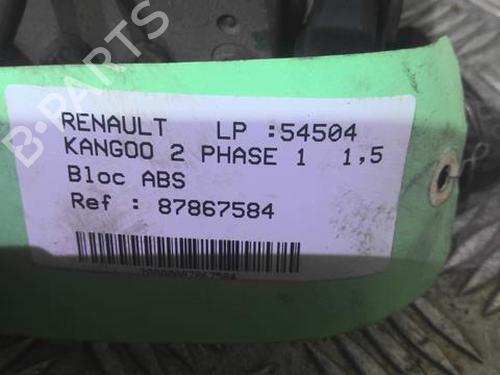 B-PARTS
RENAULT LP :54504
KANGOO 2 PHASE 1 1,5
Bloc ABS
Ref : 87867584